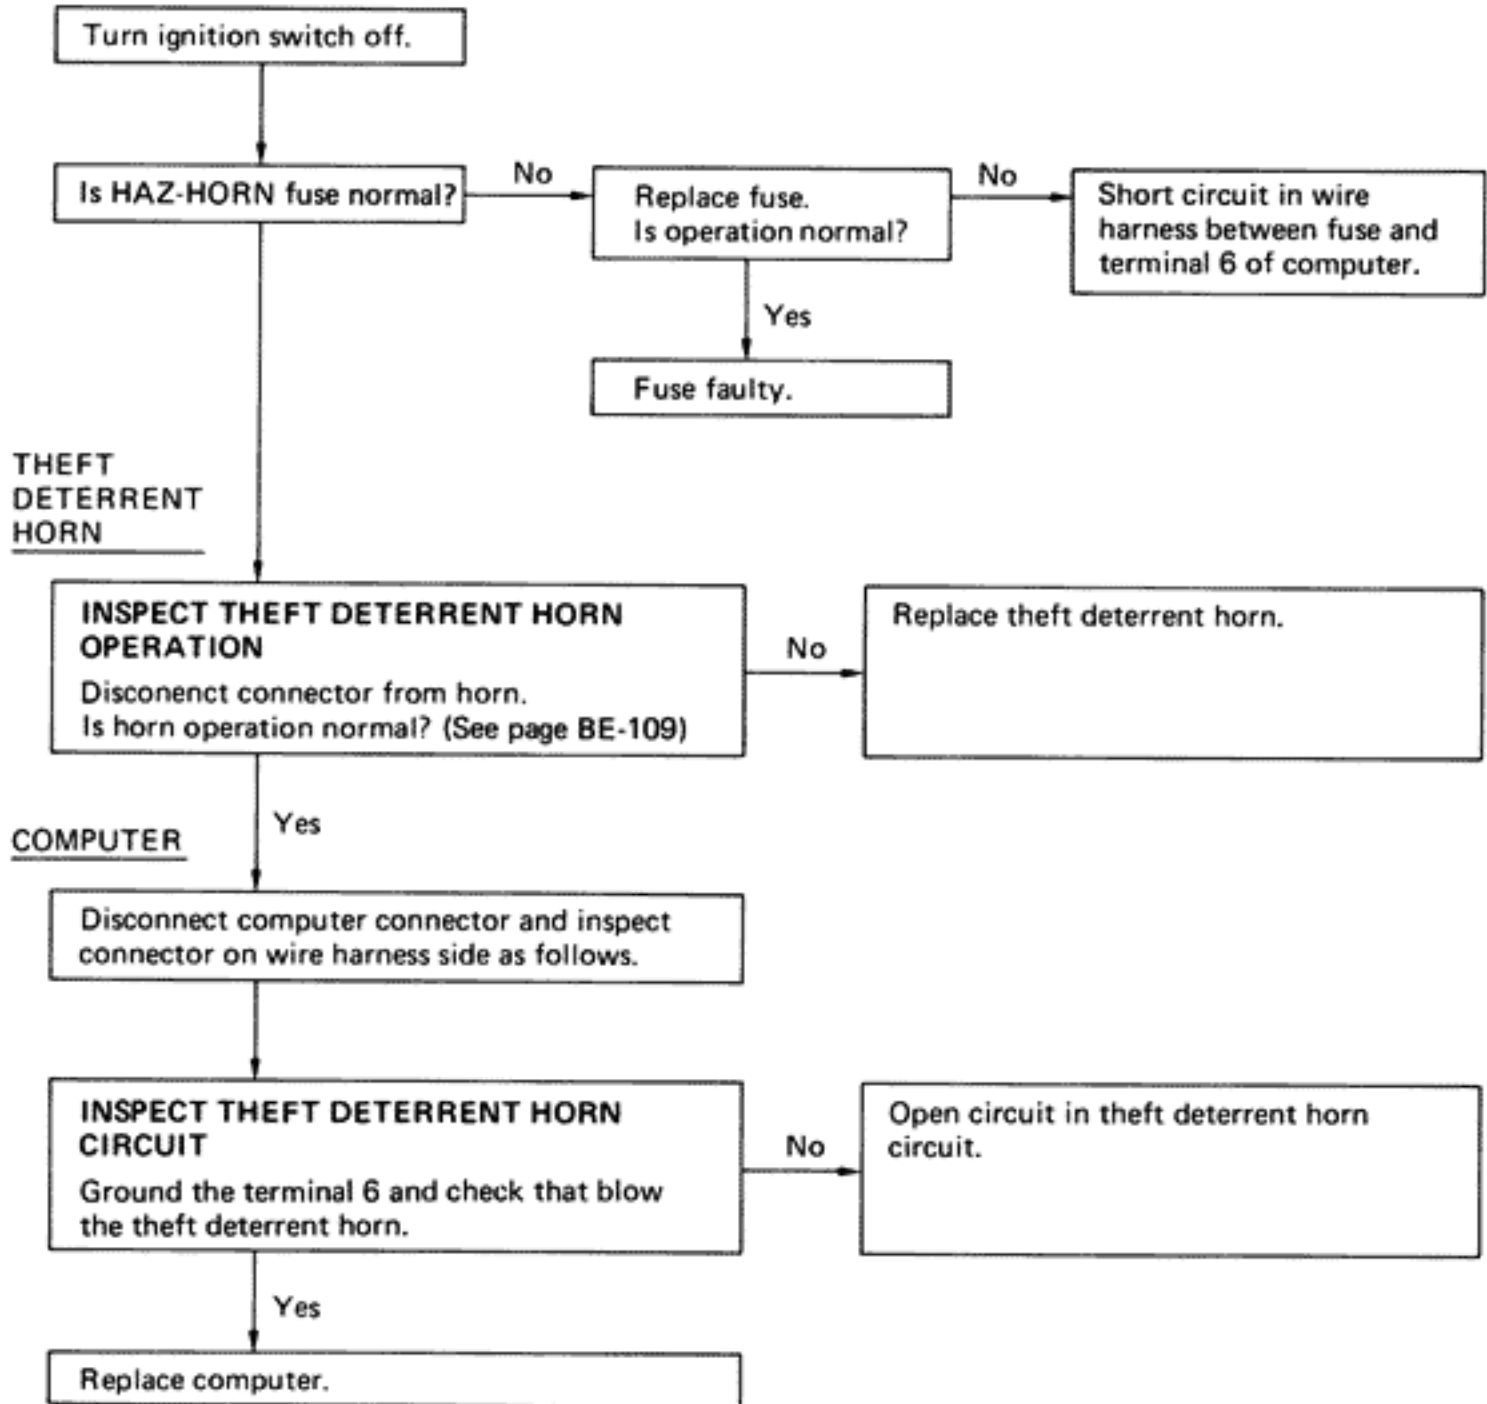 Turn ignition switch off.
Is HAZ-HORN fuse normal?
No
Replace fuse.
Is operation normal?
No
Short circuit in wire
harness between fuse and
terminal 6 of computer.
Yes
Fuse faulty.
THEFT
DETERRENT
HORN
INSPECT THEFT DETERRENT HORN
OPERATION
Disconenct connector from horn.
Is horn operation normal? (See page BE-109)
No
Replace theft deterrent horn.
Yes
COMPUTER
Disconnect computer connector and inspect
connector on wire harness side as follows.
INSPECT THEFT DETERRENT HORN
CIRCUIT
Ground the terminal 6 and check that blow
the theft deterrent horn.
No
Open circuit in theft deterrent horn
circuit.
Yes
Replace computer.